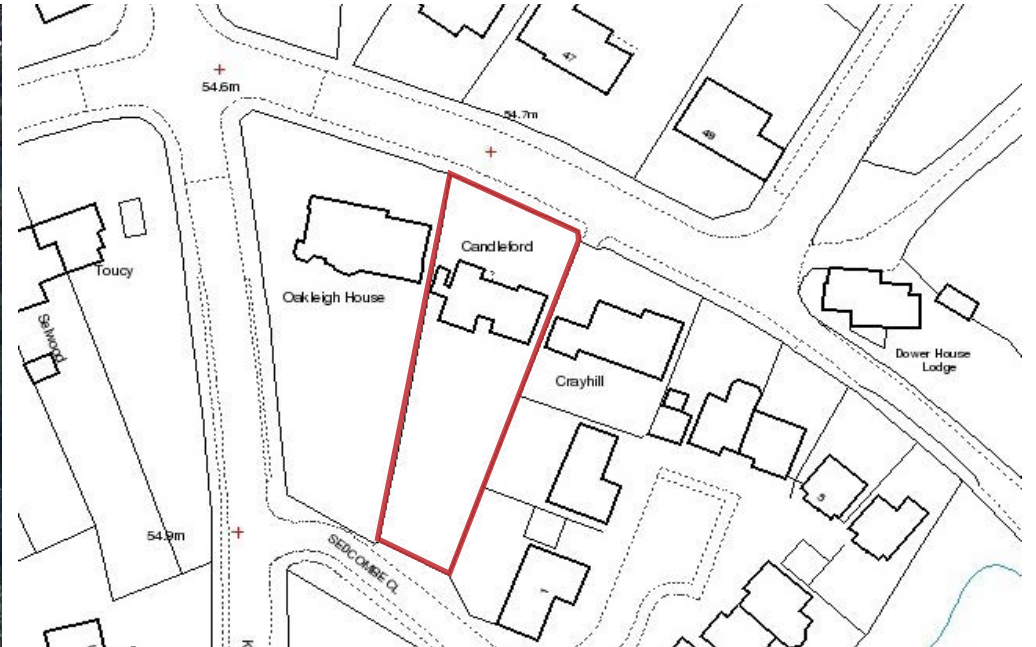 54.6m
47
54.7m
49
Candleford
Toucy
Oakleigh House
Selwood
Dower House
Lodge
Crayhill
5
54.9m
SEDCOMBE CL
1
K